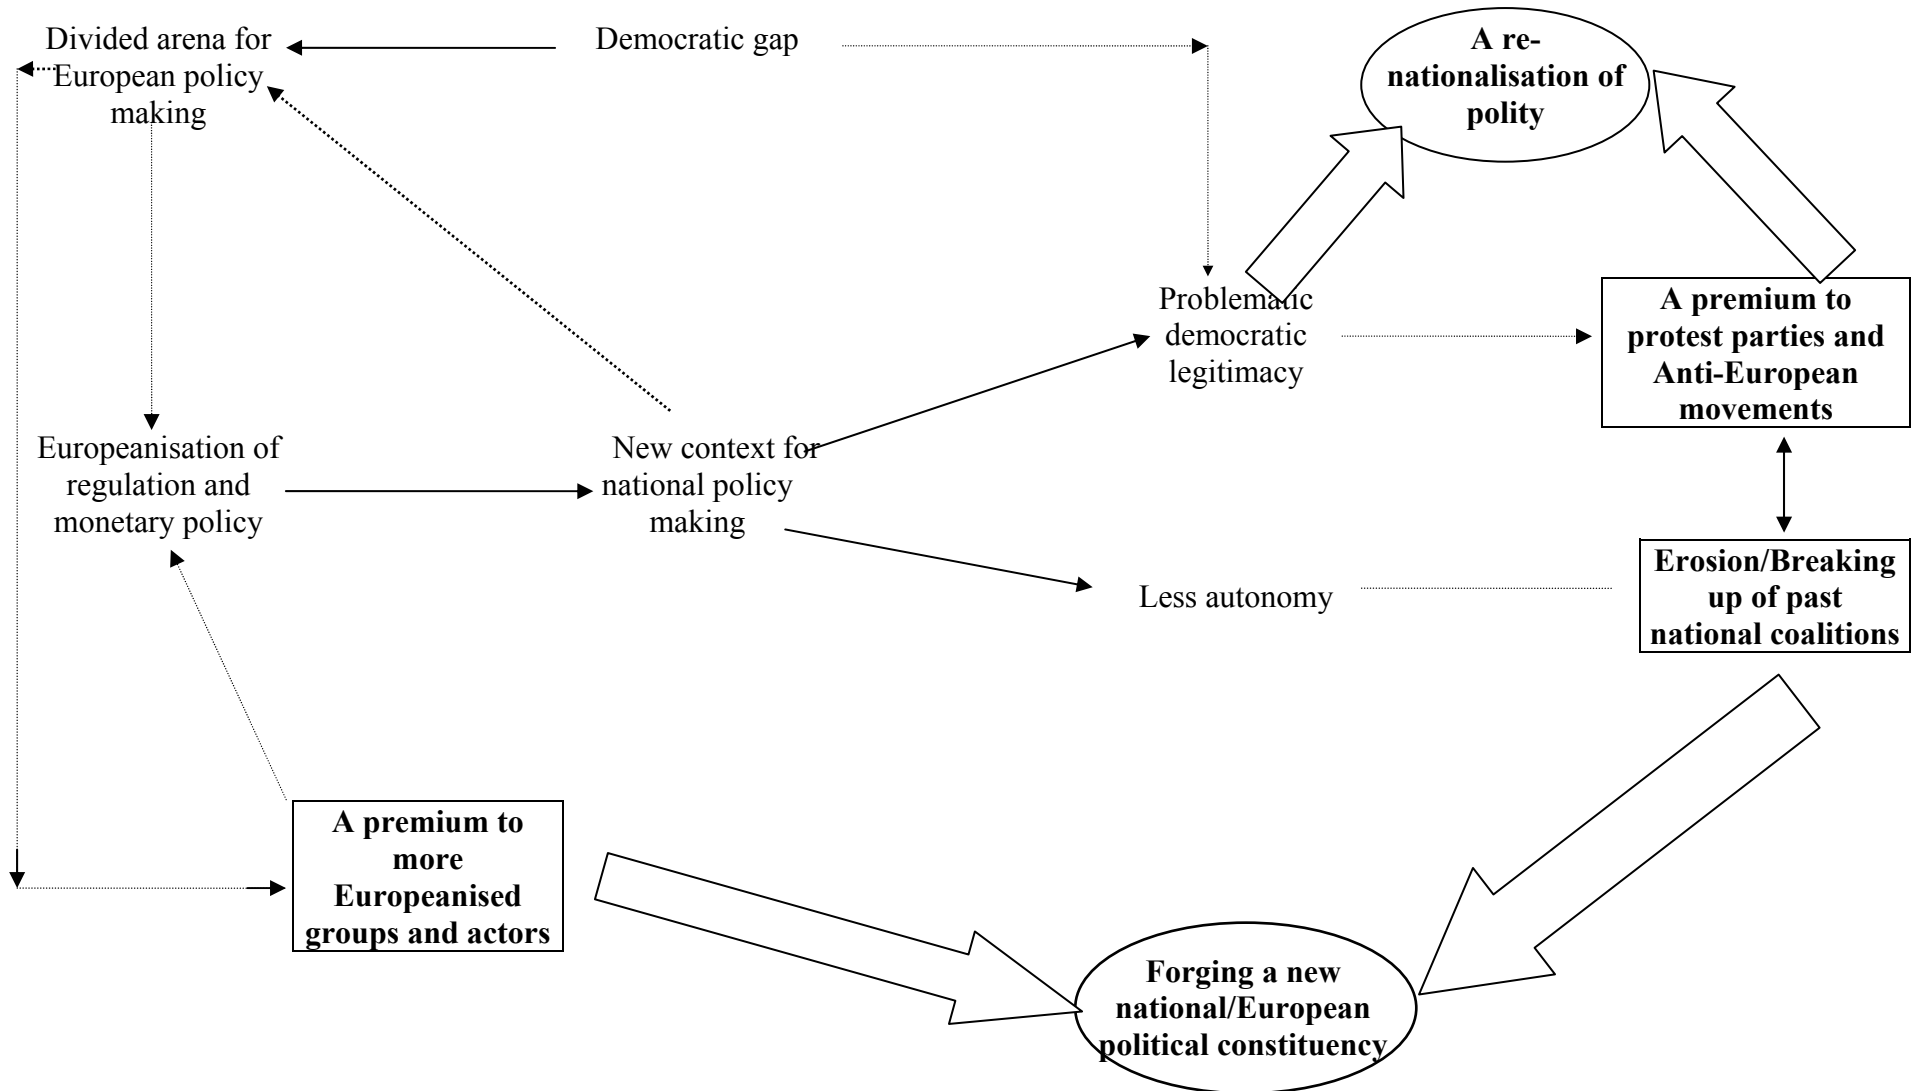 Divided arena for
European policy
making
Democratic gap
A re-
nationalisation of
polity
Problematic
democratic
legitimacy
A premium to
protest parties and
Anti-European
movements
Europeanisation of
regulation and
monetary policy
New context for
national policy
making
Less autonomy
Erosion/Breaking
up of past
national coalitions
A premium to
more
Europeanised
groups and actors
Forging a new
national/European
political constituency